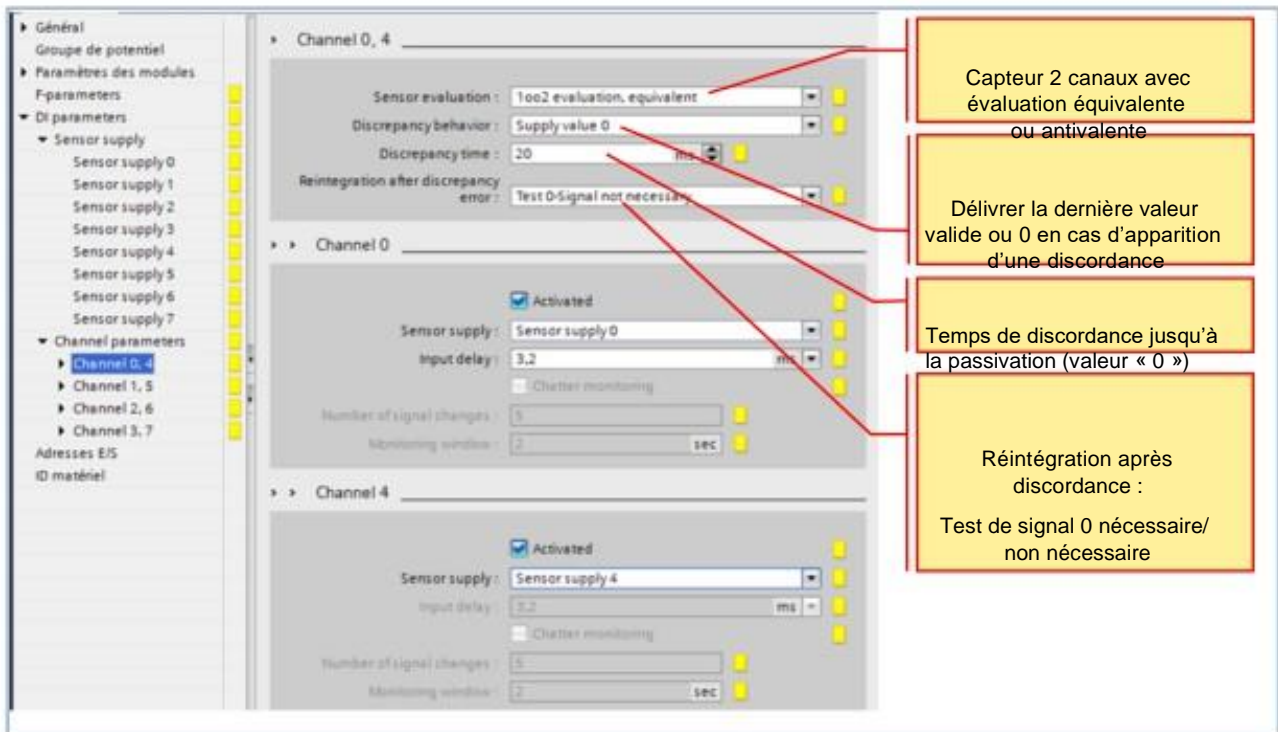 Général
Groupe de potentiel
Paramètres des modules
F-parameters
DI parameters
Sensor supply
Sensor supply 0
Sensor supply 1
Sensor supply 2
Sensor supply 3
Sensor supply 4
Sensor supply 5
Sensor supply 6
Sensor supply 7
Channel parameters
Channel 0, 4
Channel 1, 5
Channel 2, 6
Channel 3, 7
Adresses E/S
ID matériel
Channel 0, 4
Sensor evaluation : 1oo2 evaluation, equivalent
Discrepancy behavior : Supply value 0
Discrepancy time : 20 ms
Reintegration after discrepancy
error : Test 0-Signal not necessary
Channel 0
Activated
Sensor supply : Sensor supply 0
Input delay : 3,2 ms
Chatter monitoring
Number of signal changes : 5
Monitoring window : 2 sec
Channel 4
Activated
Sensor supply : Sensor supply 4
Input delay : 3,2 ms
Chatter monitoring
Number of signal changes : 5
Monitoring window : 2 sec
Capteur 2 canaux avec
évaluation équivalente
ou antivalente
Délivrer la dernière valeur
valide ou 0 en cas d’apparition
d’une discordance
Temps de discordance jusqu’à
la passivation (valeur « 0 »)
Réintégration après
discordance :
Test de signal 0 nécessaire/
non nécessaire